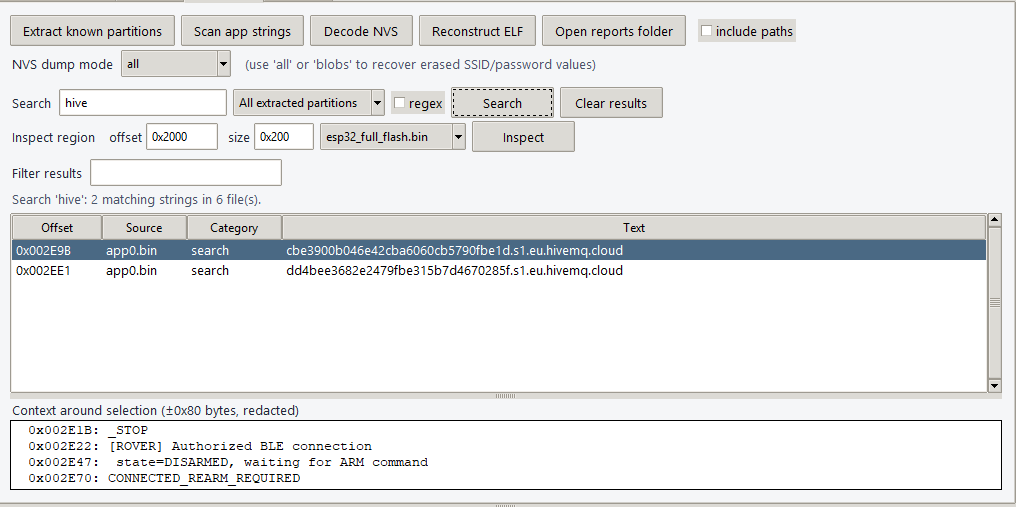 Extract known partitions Scan app strings Decode NVS Reconstruct ELF Open reports folder include paths
NVS dump mode all (use 'all' or 'blobs' to recover erased SSID/password values)
Search hive All extracted partitions regex Search Clear results
Inspect region offset 0x2000 size 0x200 esp32_full_flash.bin Inspect
Filter results
Search 'hive': 2 matching strings in 6 file(s).
Offset Source Category Text
0x002E9B app0.bin search cbe3900b046e42cba6060cb5790fbe1d.s1.eu.hivemq.cloud
0x002EE1 app0.bin search dd4bee3682e2479fbe315b7d4670285f.s1.eu.hivemq.cloud
Context around selection (±0x80 bytes, redacted)
0x002E1B: _STOP
0x002E22: [ROVER] Authorized BLE connection
0x002E47: state=DISARMED, waiting for ARM command
0x002E70: CONNECTED_REARM_REQUIRED